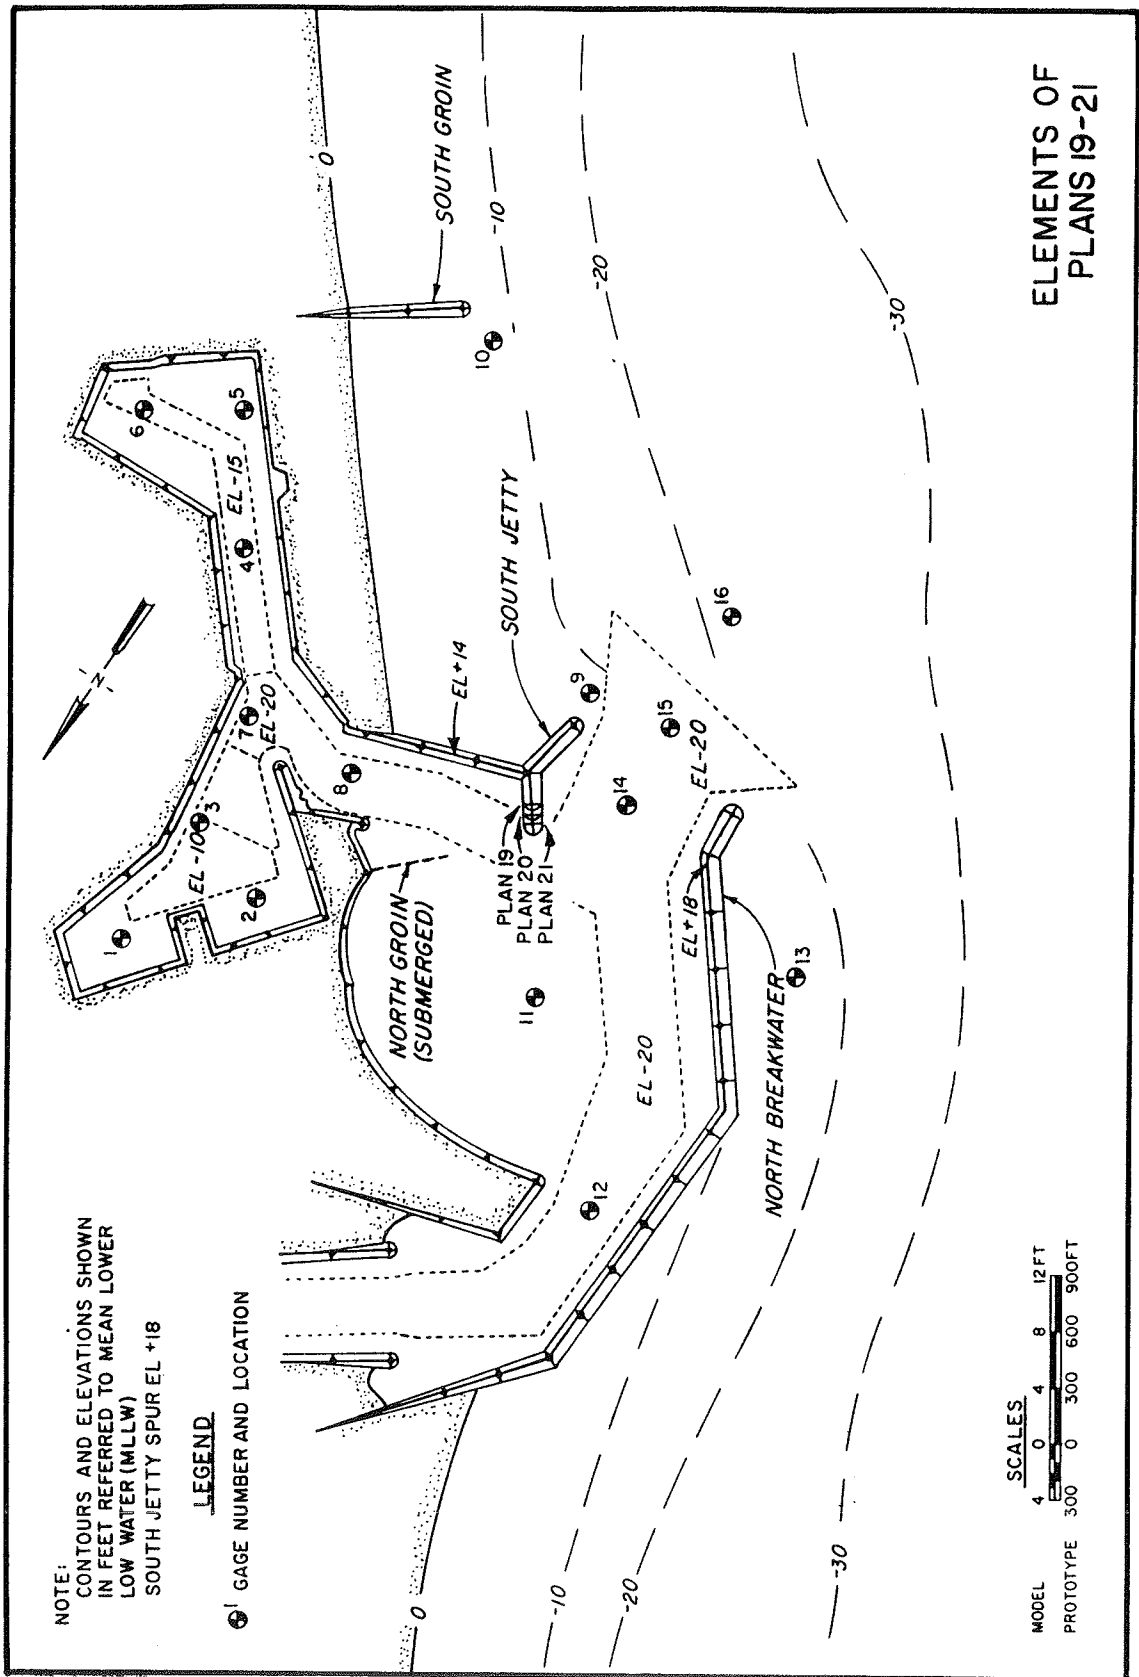 NOTE:
CONTOURS AND ELEVATIONS SHOWN
IN FEET REFERRED TO MEAN LOWER
LOW WATER (MLLW)
SOUTH JETTY SPUR EL +18
LEGEND
1 GAGE NUMBER AND LOCATION
1
2
3
4
5
6
7
8
9
10
11
12
13
14
15
16
EL-10
EL-20
EL-15
N
NORTH GROIN
(SUBMERGED)
PLAN 19
PLAN 20
PLAN 21
EL+14
SOUTH JETTY
SOUTH GROIN
EL-20
EL-20
EL+18
NORTH BREAKWATER
0
-10
-20
-30
0
-10
-20
-30
SCALES
MODEL 4 0 4 8 12 FT
PROTOTYPE 300 0 300 600 900FT
ELEMENTS OF
PLANS 19-21